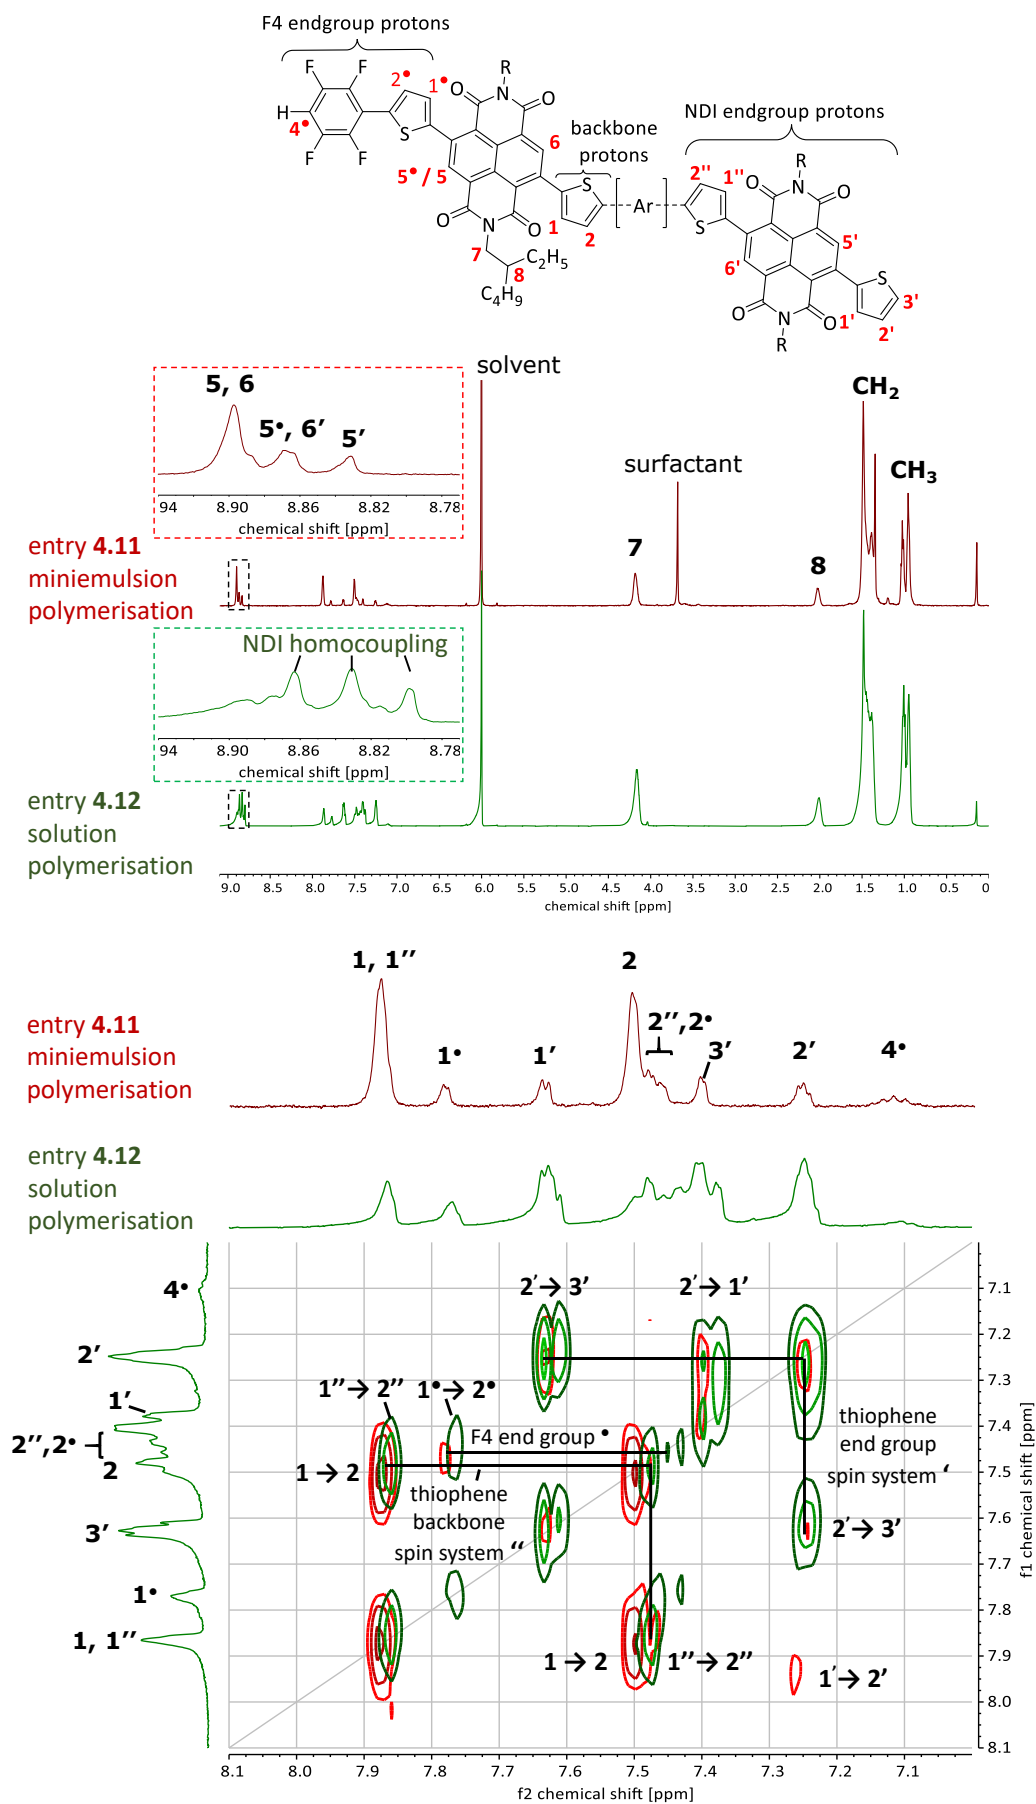 F4 endgroup protons
F F
2• 1•
H
4•
S
F F
R
O N O
5•/ 5
6
O N O
7
8
C2H5
C4H9
backbone
protons
S
1
2
Ar
NDI endgroup protons
2'' 1''
S
R
O N O
6'
5'
O N O
R
S
3'
1'
2'
solvent
5, 6
5•, 6’
5’
94 8.90 8.86 8.82 8.78
chemical shift [ppm]
surfactant
CH2
CH3
7
8
entry 4.11
miniemulsion
polymerisation
NDI homocoupling
94 8.90 8.86 8.82 8.78
chemical shift [ppm]
entry 4.12
solution
polymerisation
9.0 8.5 8.0 7.5 7.0 6.5 6.0 5.5 5.0 4.5 4.0 3.5 3.0 2.5 2.0 1.5 1.0 0.5 0
chemical shift [ppm]
1, 1’’
2
2’’,2•
1•
1’
3’
2’
4•
entry 4.11
miniemulsion
polymerisation
entry 4.12
solution
polymerisation
4•
2’
1’
2’’,2•
2
3’
1•
1, 1’’
2’→ 3’
2’→ 1’
1’’→ 2’’
1•→ 2•
F4 end group •
1 → 2
thiophene ‘
backbone
spin system “
thiophene
end group
spin system ‘
2’→ 3’
1 → 2
1’’→ 2’’
1’→ 2’
7.1
7.2
7.3
7.4
7.5
7.6
7.7
7.8
7.9
8.0
8.1
f1 chemical shift [ppm]
8.1 8.0 7.9 7.8 7.7 7.6 7.5 7.4 7.3 7.2 7.1
f2 chemical shift [ppm]